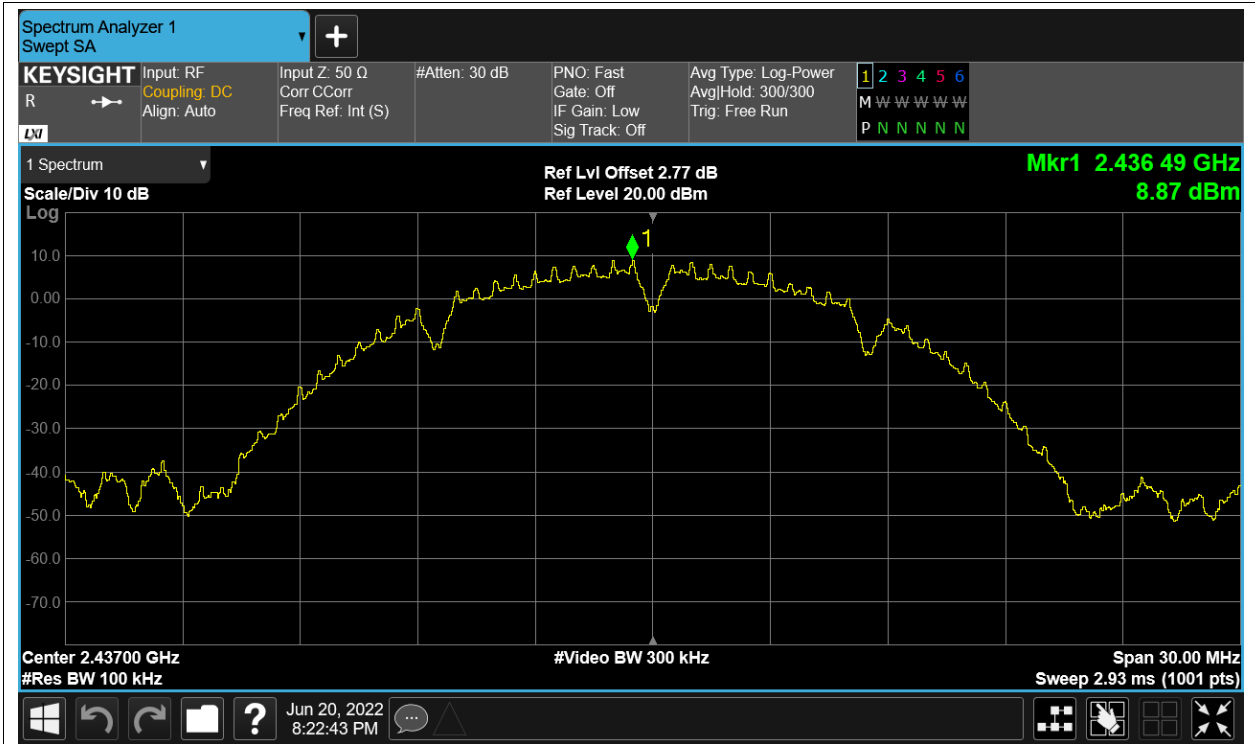 Spectrum Analyzer 1
Swept SA
KEYSIGHT
R
LXI
Input: RF
Coupling: DC
Align: Auto
Input Z: 50 Ω
Corr CCorr
Freq Ref: Int (S)
#Atten: 30 dB
PNO: Fast
Gate: Off
IF Gain: Low
Sig Track: Off
Avg Type: Log-Power
Avg|Hold: 300/300
Trig: Free Run
1 2 3 4 5 6
M W W W W W
P N N N N N
1 Spectrum
Scale/Div 10 dB
Log
Ref Lvl Offset 2.77 dB
Ref Level 20.00 dBm
Mkr1 2.436 49 GHz
8.87 dBm
1
10.0
0.00
-10.0
-20.0
-30.0
-40.0
-50.0
-60.0
-70.0
Center 2.43700 GHz
#Res BW 100 kHz
#Video BW 300 kHz
Span 30.00 MHz
Sweep 2.93 ms (1001 pts)
?
Jun 20, 2022
8:22:43 PM